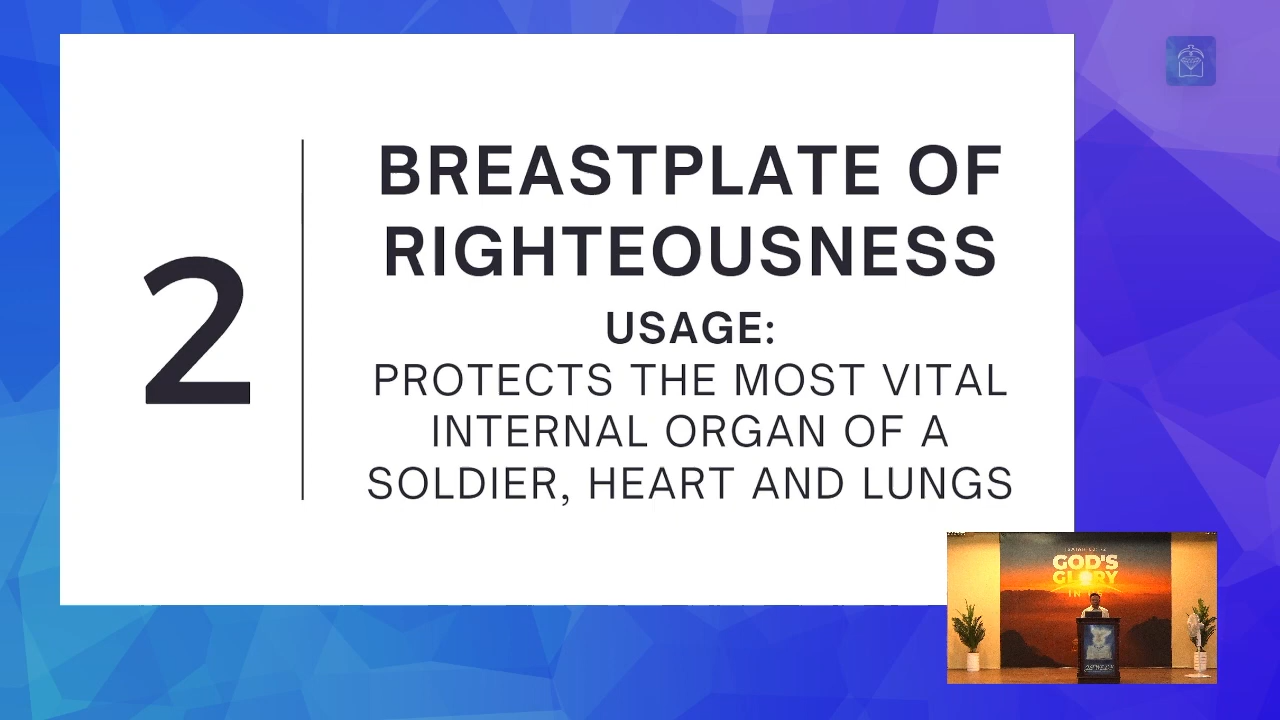 2
BREASTPLATE OF
RIGHTEOUSNESS
USAGE:
PROTECTS THE MOST VITAL
INTERNAL ORGAN OF A
SOLDIER, HEART AND LUNGS
GOD'S
GLORY